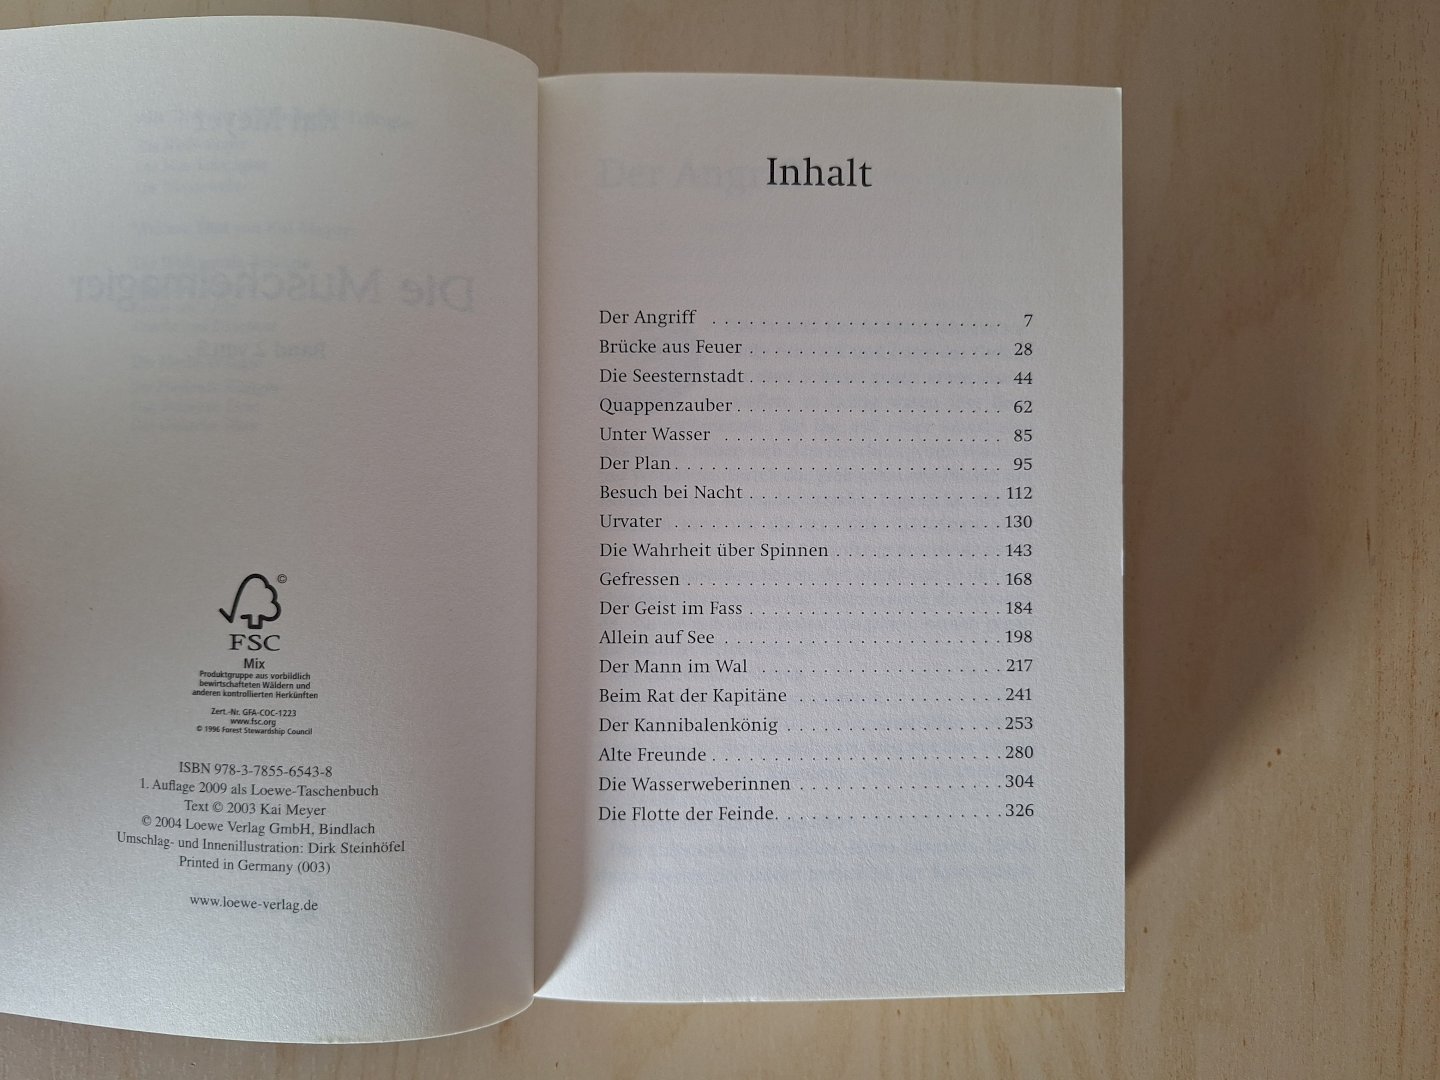 Die Muschelmagier
©
FSC
Mix
Produktgruppe aus vorbildlich
bewirtschafteten Wäldern und
anderen kontrollierten Herkünften
Zert.-Nr. GFA-COC-1223
www.fsc.org
© 1996 Forest Stewardship Council
ISBN 978-3-7855-6543-8
1. Auflage 2009 als Loewe-Taschenbuch
Text © 2003 Kai Meyer
© 2004 Loewe Verlag GmbH, Bindlach
Umschlag- und Innenillustration: Dirk Steinhöfel
Printed in Germany (003)
www.loewe-verlag.de
Inhalt
Der Angriff . . . . . . . . . . . . . . . . . . . . . . . . 7
Brücke aus Feuer . . . . . . . . . . . . . . . . . . . . . 28
Die Seesternstadt . . . . . . . . . . . . . . . . . . . . . 44
Quappenzauber . . . . . . . . . . . . . . . . . . . . . . 62
Unter Wasser . . . . . . . . . . . . . . . . . . . . . . . 85
Der Plan . . . . . . . . . . . . . . . . . . . . . . . . . . . 95
Besuch bei Nacht . . . . . . . . . . . . . . . . . . . . . 112
Urvater . . . . . . . . . . . . . . . . . . . . . . . . . . . 130
Die Wahrheit über Spinnen . . . . . . . . . . . . . . 143
Gefressen . . . . . . . . . . . . . . . . . . . . . . . . . . 168
Der Geist im Fass . . . . . . . . . . . . . . . . . . . . . 184
Allein auf See . . . . . . . . . . . . . . . . . . . . . . . 198
Der Mann im Wal . . . . . . . . . . . . . . . . . . . . 217
Beim Rat der Kapitäne . . . . . . . . . . . . . . . . . 241
Der Kannibalenkönig . . . . . . . . . . . . . . . . . . 253
Alte Freunde . . . . . . . . . . . . . . . . . . . . . . . . 280
Die Wasserweberinnen . . . . . . . . . . . . . . . . . 304
Die Flotte der Feinde . . . . . . . . . . . . . . . . . . . 326